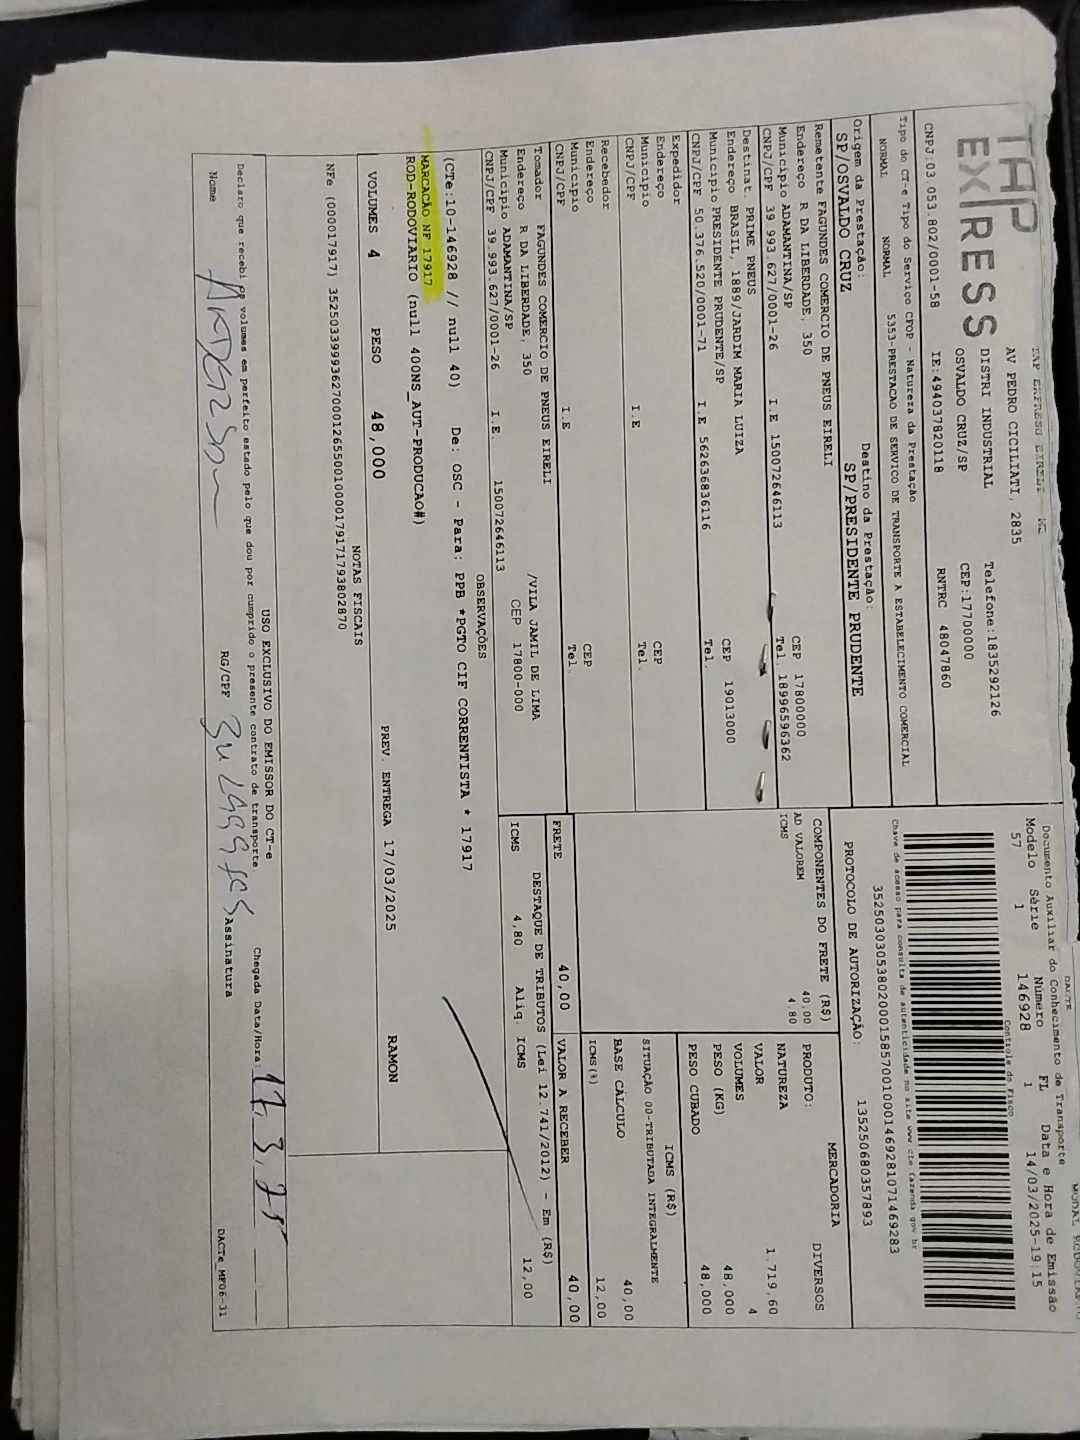 TAP EXPRESS
TAP EXPRESS EIRELI ME
AV PEDRO CICILIATI, 2835
DISTRI INDUSTRIAL
OSVALDO CRUZ/SP
Telefone:1835292126
CEP:17700000
CNPJ:03 053.802/0001-58 IE:494037820118 RNTRC 48047860
DACTE MODAL
Documento Auxiliar do Conhecimento de Transporte
Modelo Série Número FL Data e Hora de Emissão
57 1 146928 1 14/03/2025-19:15
Controle do Fisco
Chave de acesso para consulta de autenticidade no site www cte fazenda gov br
35250303053802000158570010001469281071469283
PROTOCOLO DE AUTORIZAÇÃO: 135250680357893
Tipo do CT-e Tipo do Serviço CFOP - Natureza da Prestação
NORMAL NORMAL 5353-PRESTACAO DE SERVICO DE TRANSPORTE A ESTABELECIMENTO COMERCIAL
Origem da Prestação: Destino da Prestação:
SP/OSVALDO CRUZ SP/PRESIDENTE PRUDENTE
Remetente FAGUNDES COMERCIO DE PNEUS EIRELI
Endereço R DA LIBERDADE, 350 CEP 17800000
Município ADAMANTINA/SP Tel. 18996596362
CNPJ/CPF 39 993.627/0001-26 I.E 150072646113
Destinat. PRIME PNEUS
Endereço BRASIL, 1889/JARDIM MARIA LUIZA CEP 19013000
Município PRESIDENTE PRUDENTE/SP Tel.
CNPJ/CPF 50.376.520/0001-71 I.E 562636836116
Expedidor
Endereço CEP
Município Tel.
CNPJ/CPF I.E
Recebedor
Endereço CEP
Município Tel.
CNPJ/CPF I.E
Tomador FAGUNDES COMERCIO DE PNEUS EIRELI
Endereço R DA LIBERDADE, 350 /VILA JAMIL DE LIMA
Município ADAMANTINA/SP CEP 17800-000
CNPJ/CPF 39.993.627/0001-26 I.E. 150072646113
COMPONENTES DO FRETE (R$)
AD VALOREM 40,00
ICMS 4,80
MERCADORIA
PRODUTO: DIVERSOS
NATUREZA
VALOR 1.719,60
VOLUMES 4
PESO (KG) 48,000
PESO CUBADO 48,000
ICMS (R$)
SITUAÇÃO 00-TRIBUTADA INTEGRALMENTE
BASE CÁLCULO 40,00
ICMS(%) 12,00
FRETE 40,00 VALOR A RECEBER 40,00
DESTAQUE DE TRIBUTOS (Lei 12.741/2012) - Em (R$)
ICMS 4,80 Aliq. ICMS 12,00
OBSERVAÇÕES
(CTe:10-146928 // null 40) De: OSC - Para: PPB *PGTO CIF CORRENTISTA * 17917
MARCACAO NF 17917
ROD-RODOVIARIO (null 400NS_AUT-PRODUCAO#)
VOLUMES 4 PESO 48,000 PREV. ENTREGA 17/03/2025 RAMON
NOTAS FISCAIS
NFe (000017917) 35250339993627000126550010000179171793802870
USO EXCLUSIVO DO EMISSOR DO CT-e
Declaro que recebi os volumes em perfeito estado pelo que dou por cumprido o presente contrato de transporte
Chegada Data/Hora: 17, 3, 25
Nome RG/CPF Assinatura
DACTe_MF06-31